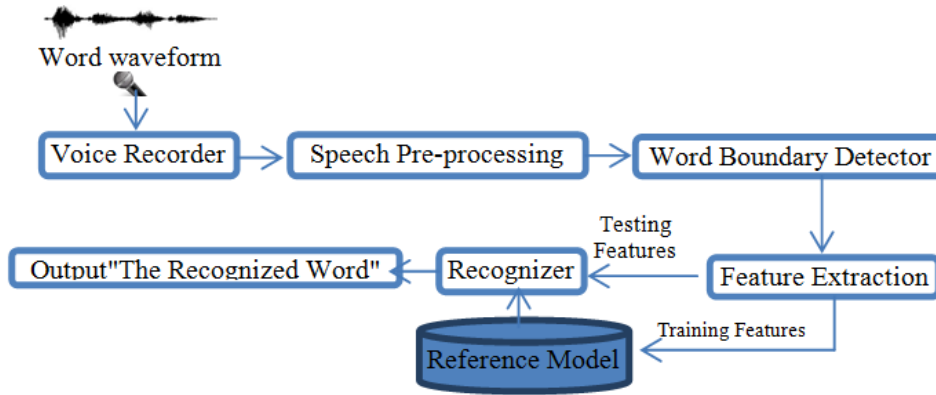 Word waveform
Voice Recorder
Speech Pre-processing
Word Boundary Detector
Testing
Features
Output"The Recognized Word"
Recognizer
Feature Extraction
Training Features
Reference Model